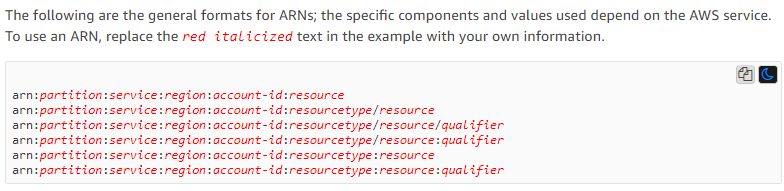 The following are the general formats for ARNs; the specific components and values used depend on the AWS service.
To use an ARN, replace the red italicized text in the example with your own information.
arn:partition:service:region:account-id:resource
arn:partition:service:region:account-id:resourcetype/resource
arn:partition:service:region:account-id:resourcetype/resource/qualifier
arn:partition:service:region:account-id:resourcetype/resource:qualifier
arn:partition:service:region:account-id:resourcetype:resource
arn:partition:service:region:account-id:resourcetype:resource:qualifier